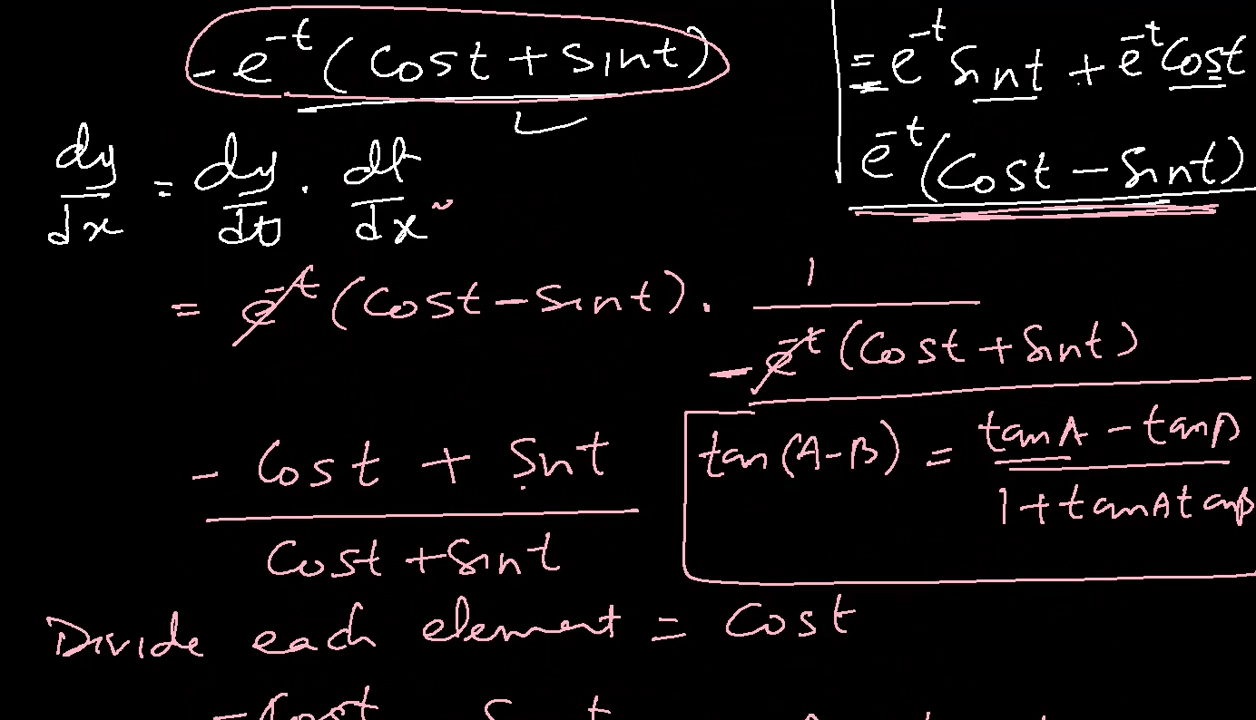 - e^-t (Cost + Sint)
= e^-t Sint + e^-t Cost
e^-t (Cost - Sint)
dy/dx = dy/dt . dt/dx
= e^-t (Cost - Sint) . 1 / - e^-t (Cost + Sint)
tan (A-B) = tanA - tanB / 1 + tanA tanB
- Cost + Sint / Cost + Sint
Divide each element = Cost